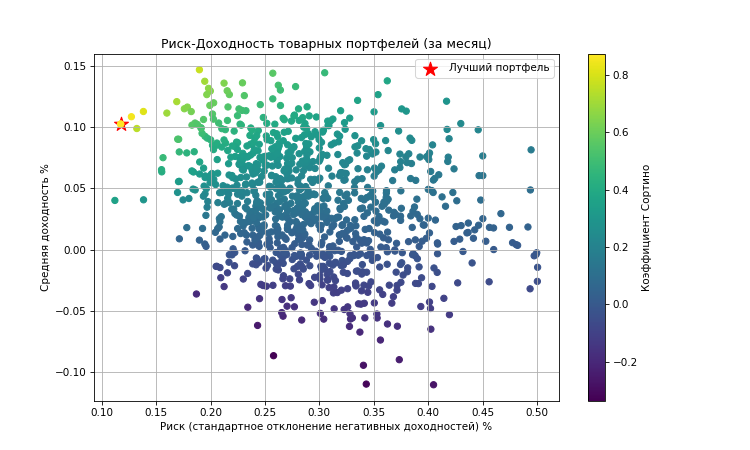 Риск-Доходность товарных портфелей (за месяц)
Лучший портфель
0.15
0.10
0.05
0.00
−0.05
−0.10
Средняя доходность %
0.10 0.15 0.20 0.25 0.30 0.35 0.40 0.45 0.50
Риск (стандартное отклонение негативных доходностей) %
0.8
0.6
0.4
0.2
0.0
−0.2
Коэффициент Сортино